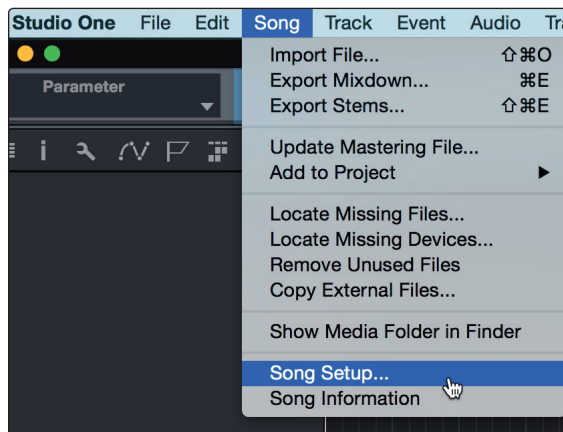 Studio One File Edit Song Track Event Audio Tr
Parameter
Import File... ⇧⌘O
Export Mixdown... ⌘E
Export Stems... ⇧⌘E
Update Mastering File...
Add to Project
Locate Missing Files...
Locate Missing Devices...
Remove Unused Files
Copy External Files...
Show Media Folder in Finder
Song Setup...
Song Information